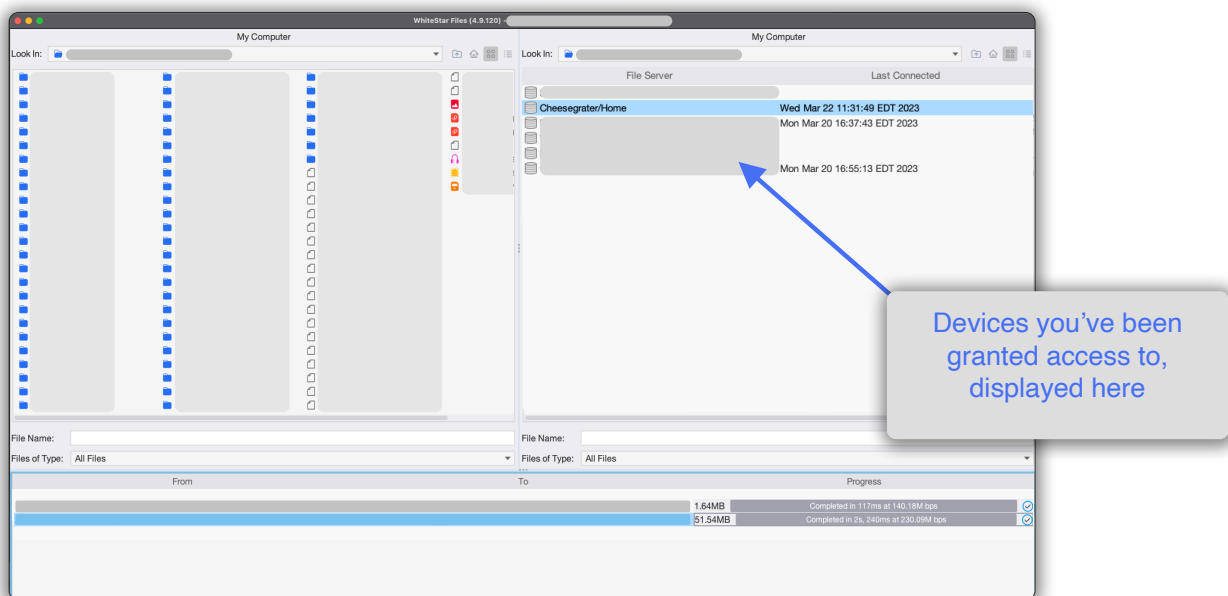 WhiteStar Files (4.9.120) -
My Computer
Look In:
File Name:
Files of Type: All Files
My Computer
Look In:
File Server Last Connected
Cheesegrater/Home Wed Mar 22 11:31:49 EDT 2023
Mon Mar 20 16:37:43 EDT 2023
Mon Mar 20 16:55:13 EDT 2023
Devices you’ve been
granted access to,
displayed here
File Name:
Files of Type: All Files
From To Progress
1.64MB Completed in 117ms at 140.18M bps
51.54MB Completed in 2s, 240ms at 230.09M bps